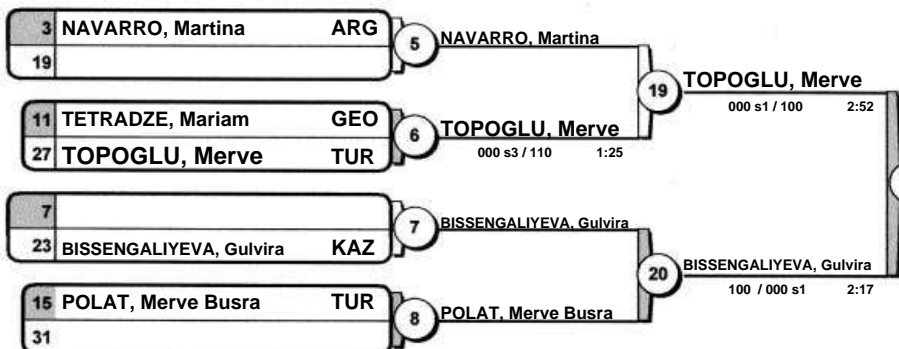 3 NAVARRO, Martina ARG
19
5 NAVARRO, Martina
11 TETRADZE, Mariam GEO
27 TOPOGLU, Merve TUR
6 TOPOGLU, Merve
000 s3 / 110 1:25
19 TOPOGLU, Merve
000 s1 / 100 2:52
7
23 BISSENGALIYEVA, Gulvira KAZ
7 BISSENGALIYEVA, Gulvira
15 POLAT, Merve Busra TUR
31
8 POLAT, Merve Busra
20 BISSENGALIYEVA, Gulvira
100 / 000 s1 2:17